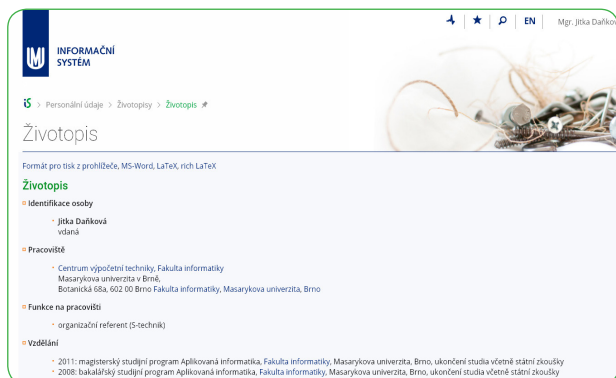 EN
Mgr. Jitka Daňkov
INFORMAČNÍ
SYSTÉM
iS > Personální údaje > Životopisy > Životopis
Životopis
Formát pro tisk z prohlížeče, MS-Word, LaTeX, rich LaTeX
Životopis
Identifikace osoby
Jitka Daňková
vdaná
Pracoviště
Centrum výpočetní techniky, Fakulta informatiky
Masarykova univerzita v Brně,
Botanická 68a, 602 00 Brno Fakulta informatiky, Masarykova univerzita, Brno
Funkce na pracovišti
organizační referent (S-technik)
Vzdělání
2011: magisterský studijní program Aplikovaná informatika, Fakulta informatiky, Masarykova univerzita, Brno, ukončení studia včetně státní zkoušky
2008: bakalářský studijní program Aplikovaná informatika, Fakulta informatiky, Masarykova univerzita, Brno, ukončení studia včetně státní zkoušky